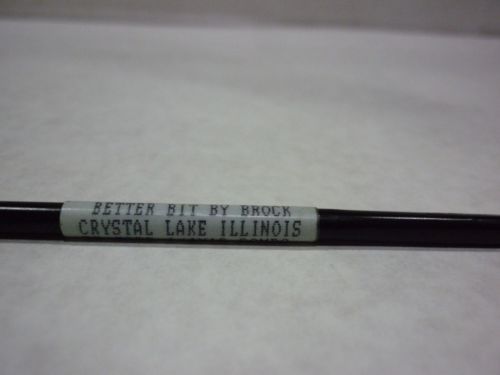 BETTER BIT BY BROCK
CRYSTAL LAKE ILLINOIS